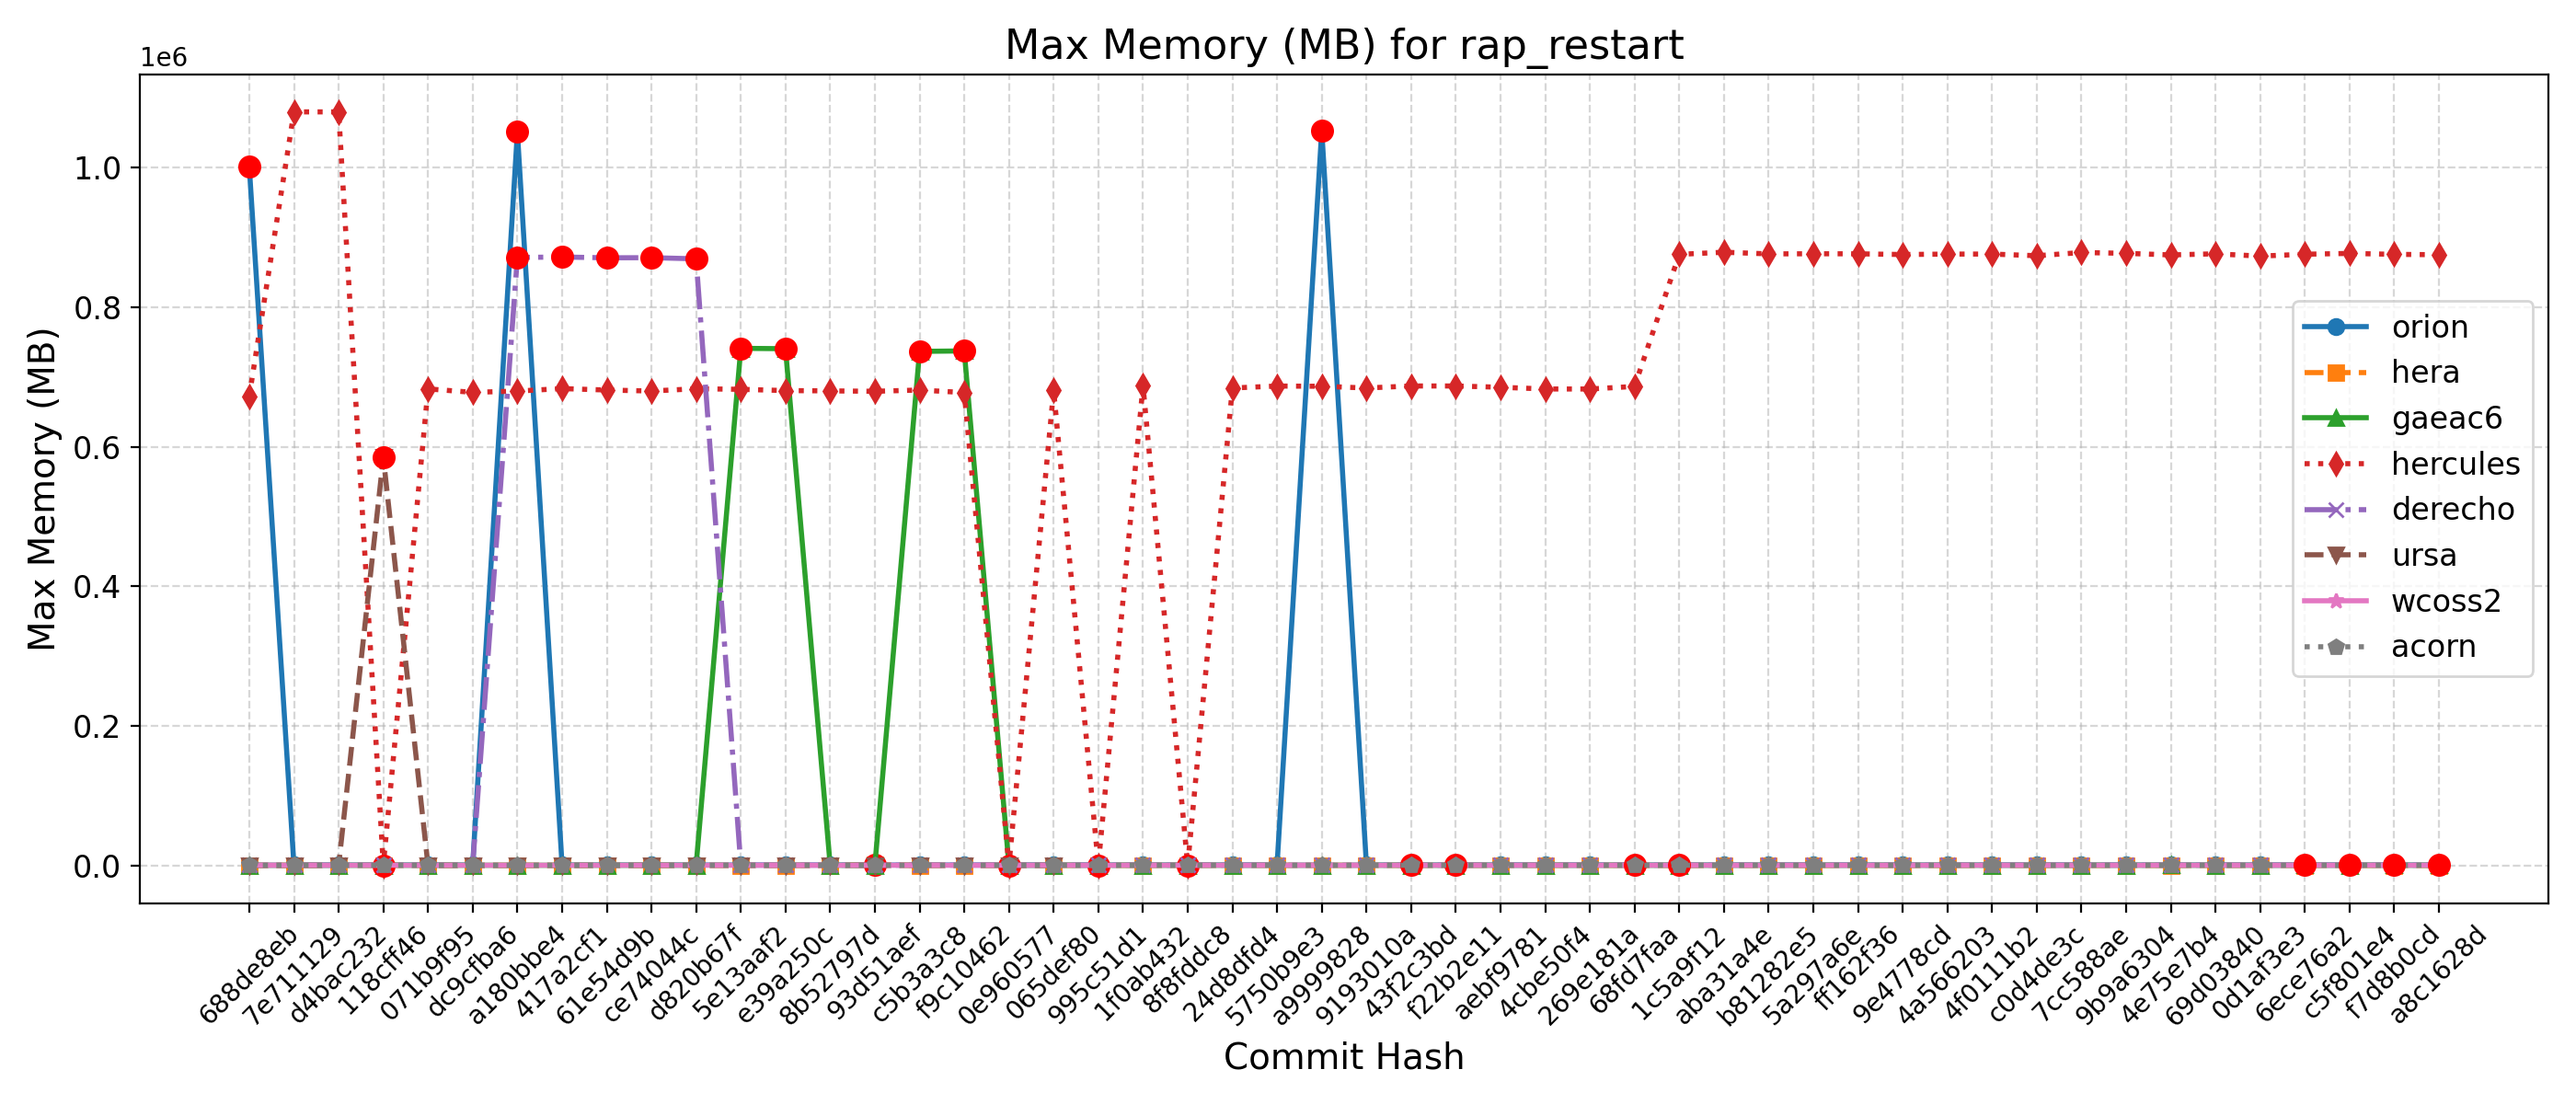 Max Memory (MB) for rap_restart
1e6
1.0
0.8
0.6
0.4
0.2
0.0
Max Memory (MB)
orion
hera
gaeac6
hercules
derecho
ursa
wcoss2
acorn
688de8eb
7e711129
d4bac232
118cff46
071b9f95
dc9cfba6
a180bbe4
417a2cf1
61e54d9b
ce74044c
d820b67f
5e13aaf2
e39a250c
8b52797d
93d51aef
c5b3a3c8
f9c10462
0e960577
065def80
995c51d1
1f0ab432
8f8fddc8
24d8dfd4
5750b9e3
a9999828
9193010a
43f2c3bd
f22b2e11
aebf9781
4cbe50f4
269e181a
68fd7faa
1c5a9f12
aba31a4e
b81282e5
5a297a6e
ff162f36
9e4778cd
4a566203
4f0111b2
c0d4de3c
7cc588ae
9b9a6304
4e75e7b4
69d03840
0d1af3e3
6ece76a2
c5f801e4
f7d8b0cd
a8c1628d
Commit Hash